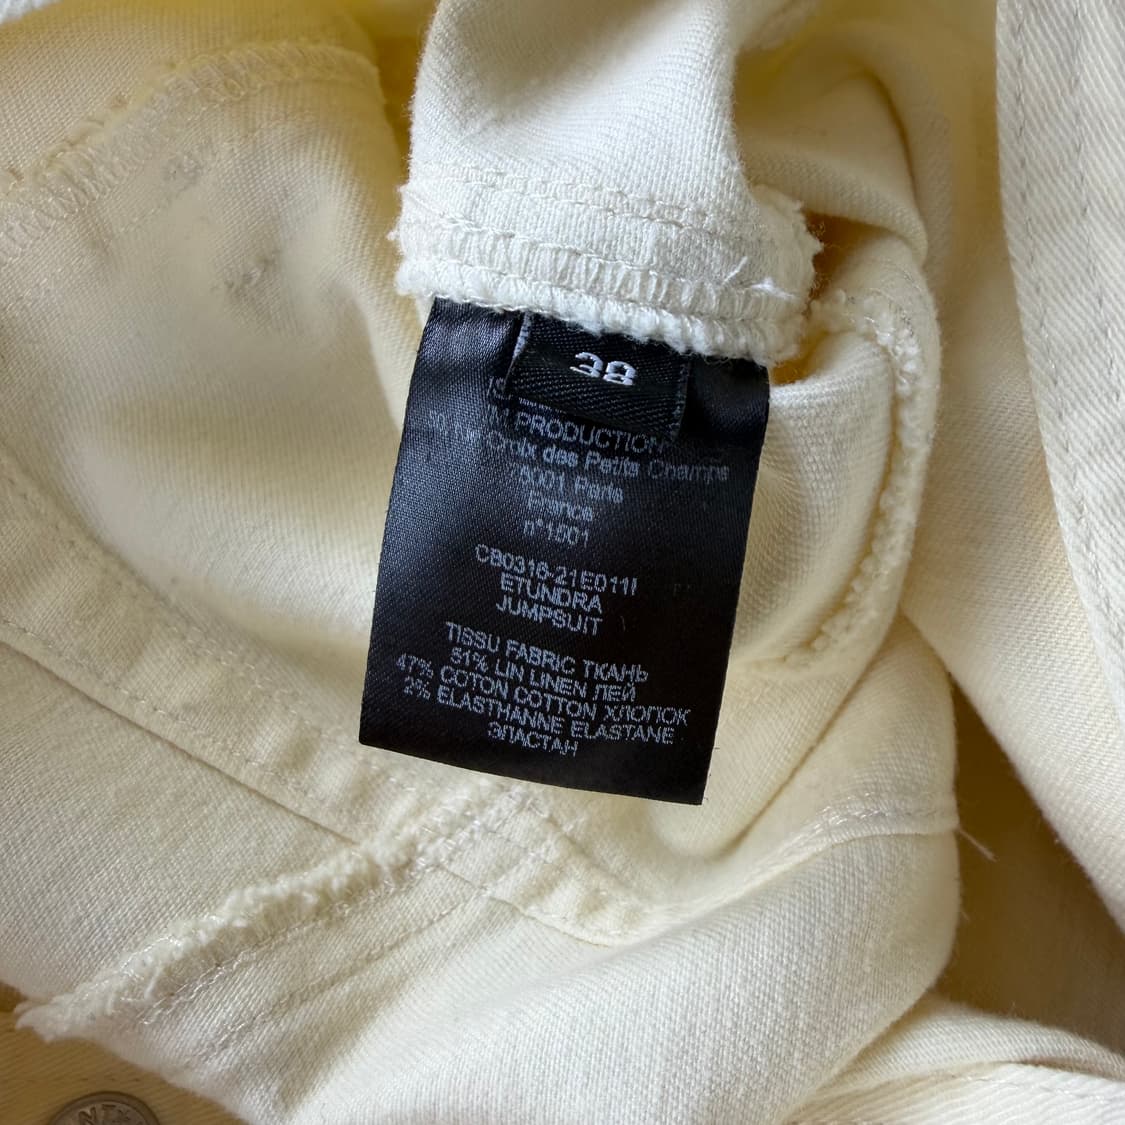 38
PRODUCTION
Croix des Petits Champs
75001 Paris
France
n°1501
CB0316-21E011I
ETUNDRA
JUMPSUIT
TISSU FABRIC ТКАНЬ
51% LIN LINEN ЛЕЙ
47% COTON COTTON ХЛОПОК
2% ELASTHANNE ELASTANE
ЭЛАСТАН